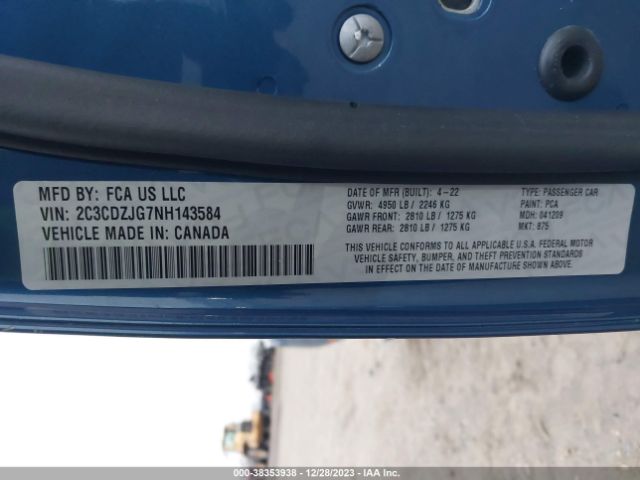 MFD BY: FCA US LLC
VIN: 2C3CDZJG7NH143584
VEHICLE MADE IN: CANADA
DATE OF MFR (BUILT): 4-22
GVWR: 4950 LB / 2246 KG
GAWR FRONT: 2810 LB / 1275 KG
GAWR REAR: 2810 LB / 1275 KG
TYPE: PASSENGER CAR
PAINT: PCA
MDH: 041209
MKT: 875
THIS VEHICLE CONFORMS TO ALL APPLICABLE U.S.A. FEDERAL MOTOR
VEHICLE SAFETY, BUMPER, AND THEFT PREVENTION STANDARDS
IN EFFECT ON THE DATE OF MANUFACTURE SHOWN ABOVE.
000-38353938 - 12/28/2023 - IAAI.COM